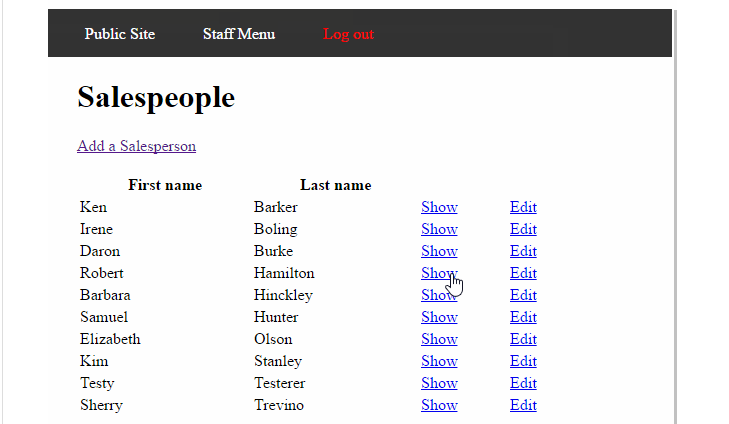 Public Site Staff Menu Log out
Salespeople
Add a Salesperson
First name Last name
Ken Barker Show Edit
Irene Boling Show Edit
Daron Burke Show Edit
Robert Hamilton Show Edit
Barbara Hinckley Show Edit
Samuel Hunter Show Edit
Elizabeth Olson Show Edit
Kim Stanley Show Edit
Testy Testerer Show Edit
Sherry Trevino Show Edit